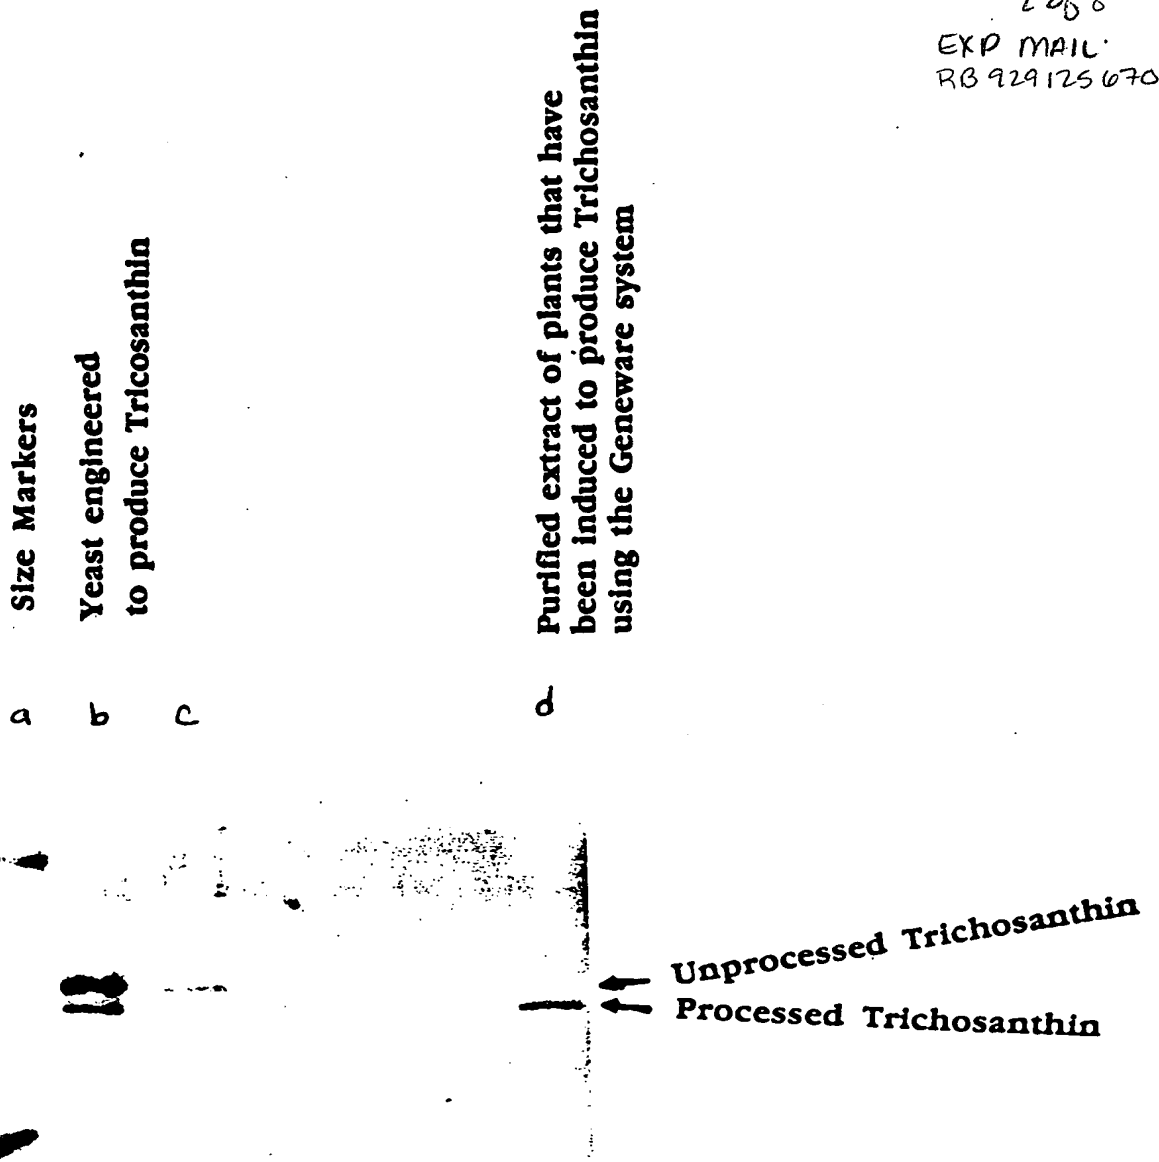 EXP MAIL
RB 929125670
Size Markers
Yeast engineered
to produce Tricosanthin
Purified extract of plants that have
been induced to produce Trichosanthin
using the Geneware system
a b c d
Unprocessed Trichosanthin
Processed Trichosanthin